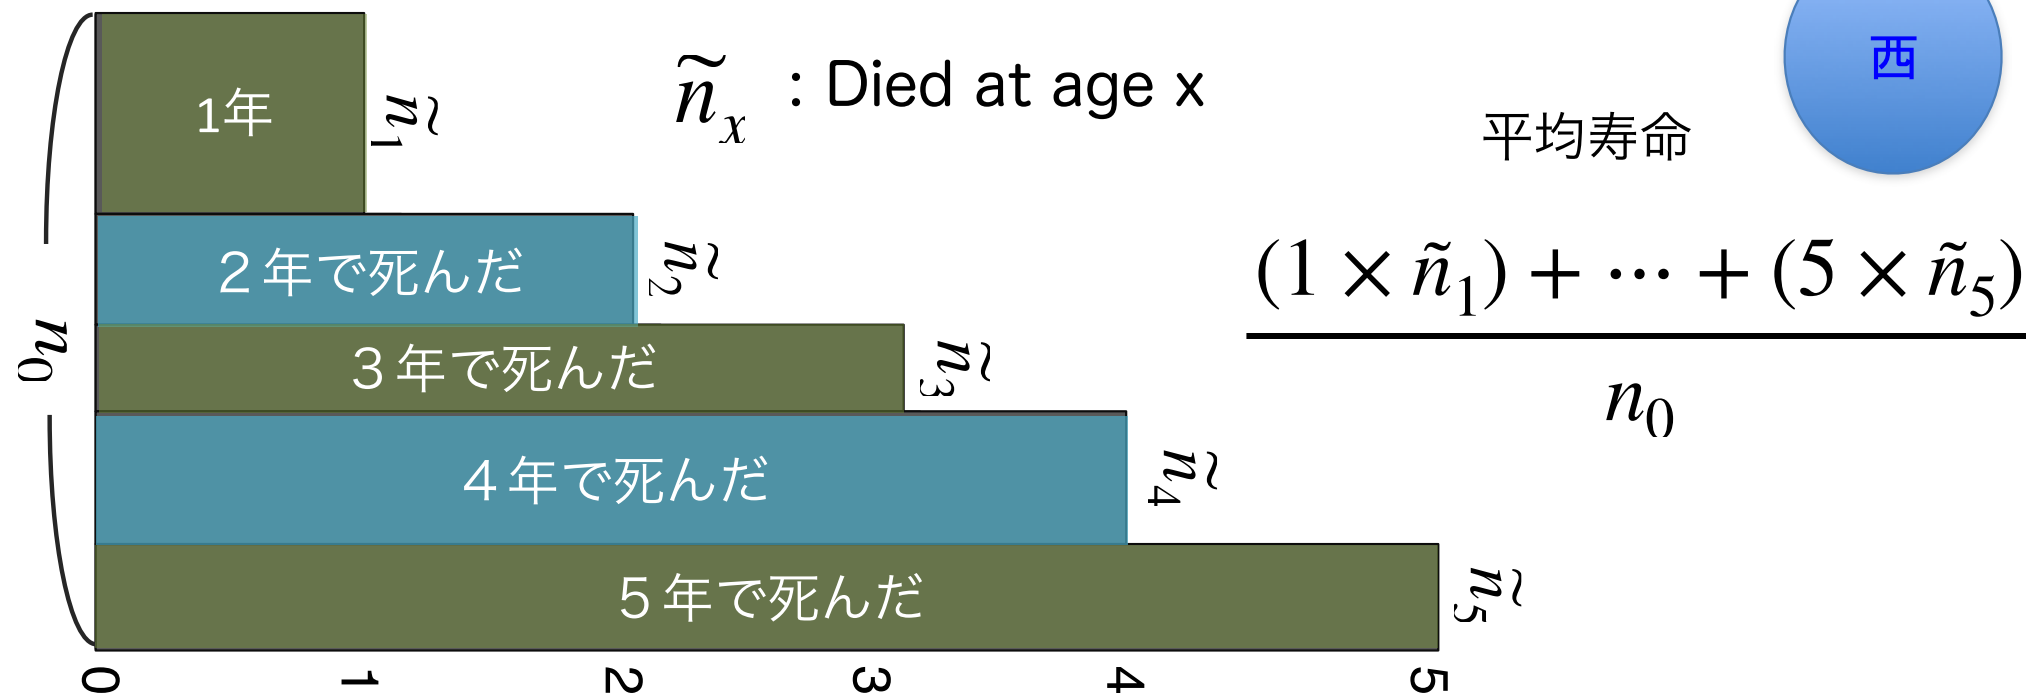 1年
ñ₁
ñₓ : Died at age x
西
平均寿命
２年で死んだ
ñ₂
(1 × ñ₁) + ··· + (5 × ñ₅)
n₀
n₀
３年で死んだ
ñ₃
４年で死んだ
ñ₄
５年で死んだ
ñ₅
0 1 2 3 4 5